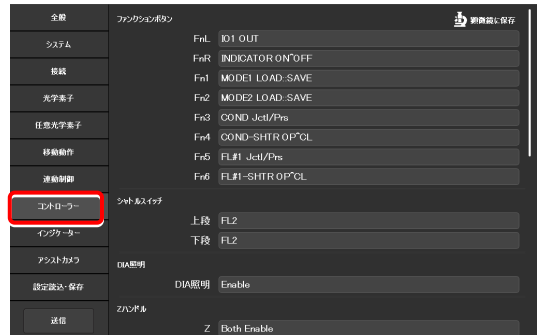 全般
システム
接続
光学素子
任意光学素子
移動動作
連動制御
コントローラー
インジケーター
アシストカメラ
設定読込・保存
送信
ファンクションボタン
顕微鏡に保存
FnL IO1 OUT
FnR INDICATOR ON^OFF
Fn1 MODE1 LOAD::SAVE
Fn2 MODE2 LOAD::SAVE
Fn3 COND Jctl/Prs
Fn4 COND-SHTR OP^CL
Fn5 FL#1 Jctl/Prs
Fn6 FL#1-SHTR OP^CL
シャトルスイッチ
上段 FL2
下段 FL2
DIA照明
DIA照明 Enable
Zハンドル
Z Both Enable